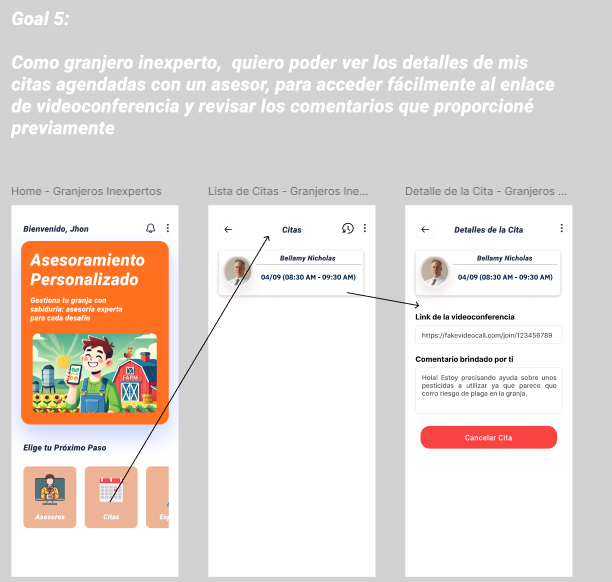 Goal 5:
Como granjero inexperto, quiero poder ver los detalles de mis
citas agendadas con un asesor, para acceder fácilmente al enlace
de videoconferencia y revisar los comentarios que proporcioné
previamente
Home - Granjeros Inexpertos
Bienvenido, Jhon
Asesoramiento
Personalizado
Gestiona tu granja con
sabiduría: asesoría experta
para cada desafío
FARM
Elige tu Próximo Paso
Asesores
Citas
Exp
Lista de Citas - Granjeros Ine...
Citas
Bellamy Nicholas
04/09 (08:30 AM - 09:30 AM)
Detalle de la Cita - Granjeros ...
Detalles de la Cita
Bellamy Nicholas
04/09 (08:30 AM - 09:30 AM)
Link de la videoconferencia
https://fakevideocall.com/join/123456789
Comentario brindado por ti
Hola! Estoy precisando ayuda sobre unos
pesticidas a utilizar ya que parece que
corro riesgo de plaga en la granja.
Cancelar Cita